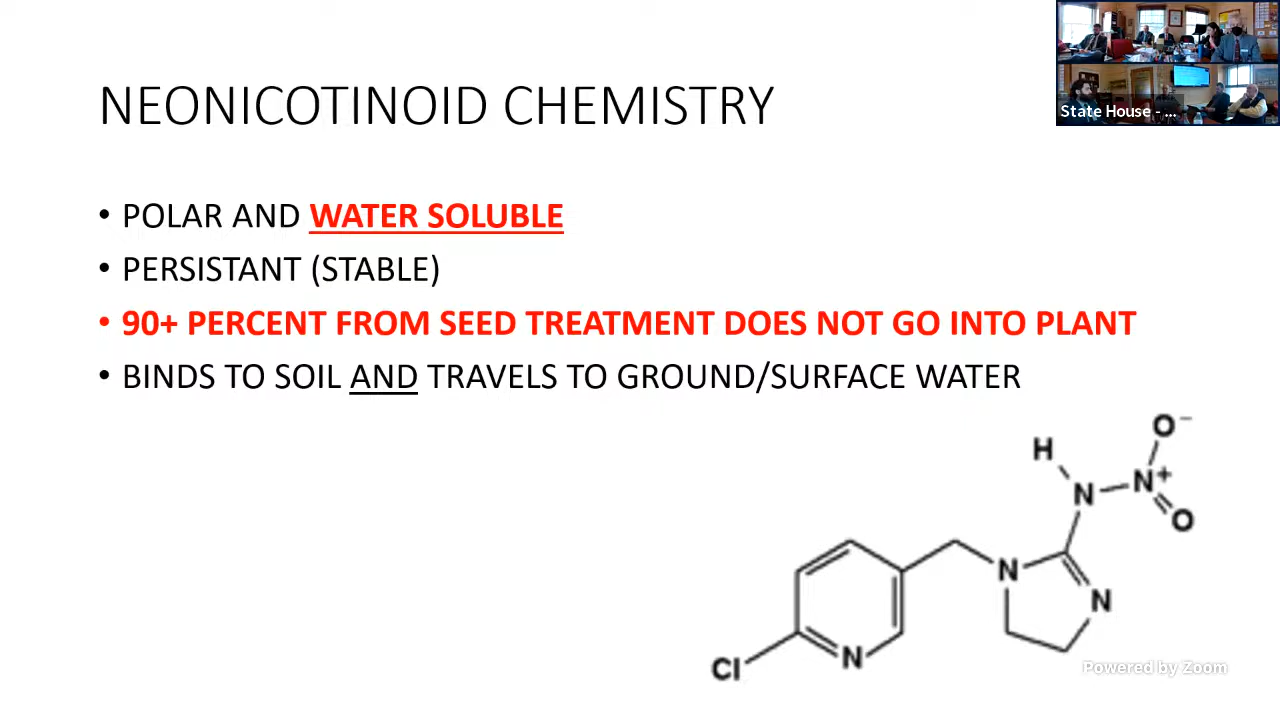 NEONICOTINOID CHEMISTRY
State House - ...
• POLAR AND WATER SOLUBLE
• PERSISTANT (STABLE)
• 90+ PERCENT FROM SEED TREATMENT DOES NOT GO INTO PLANT
• BINDS TO SOIL AND TRAVELS TO GROUND/SURFACE WATER
O⁻
H
N N⁺
O
N
N
Cl N
Powered by Zoom